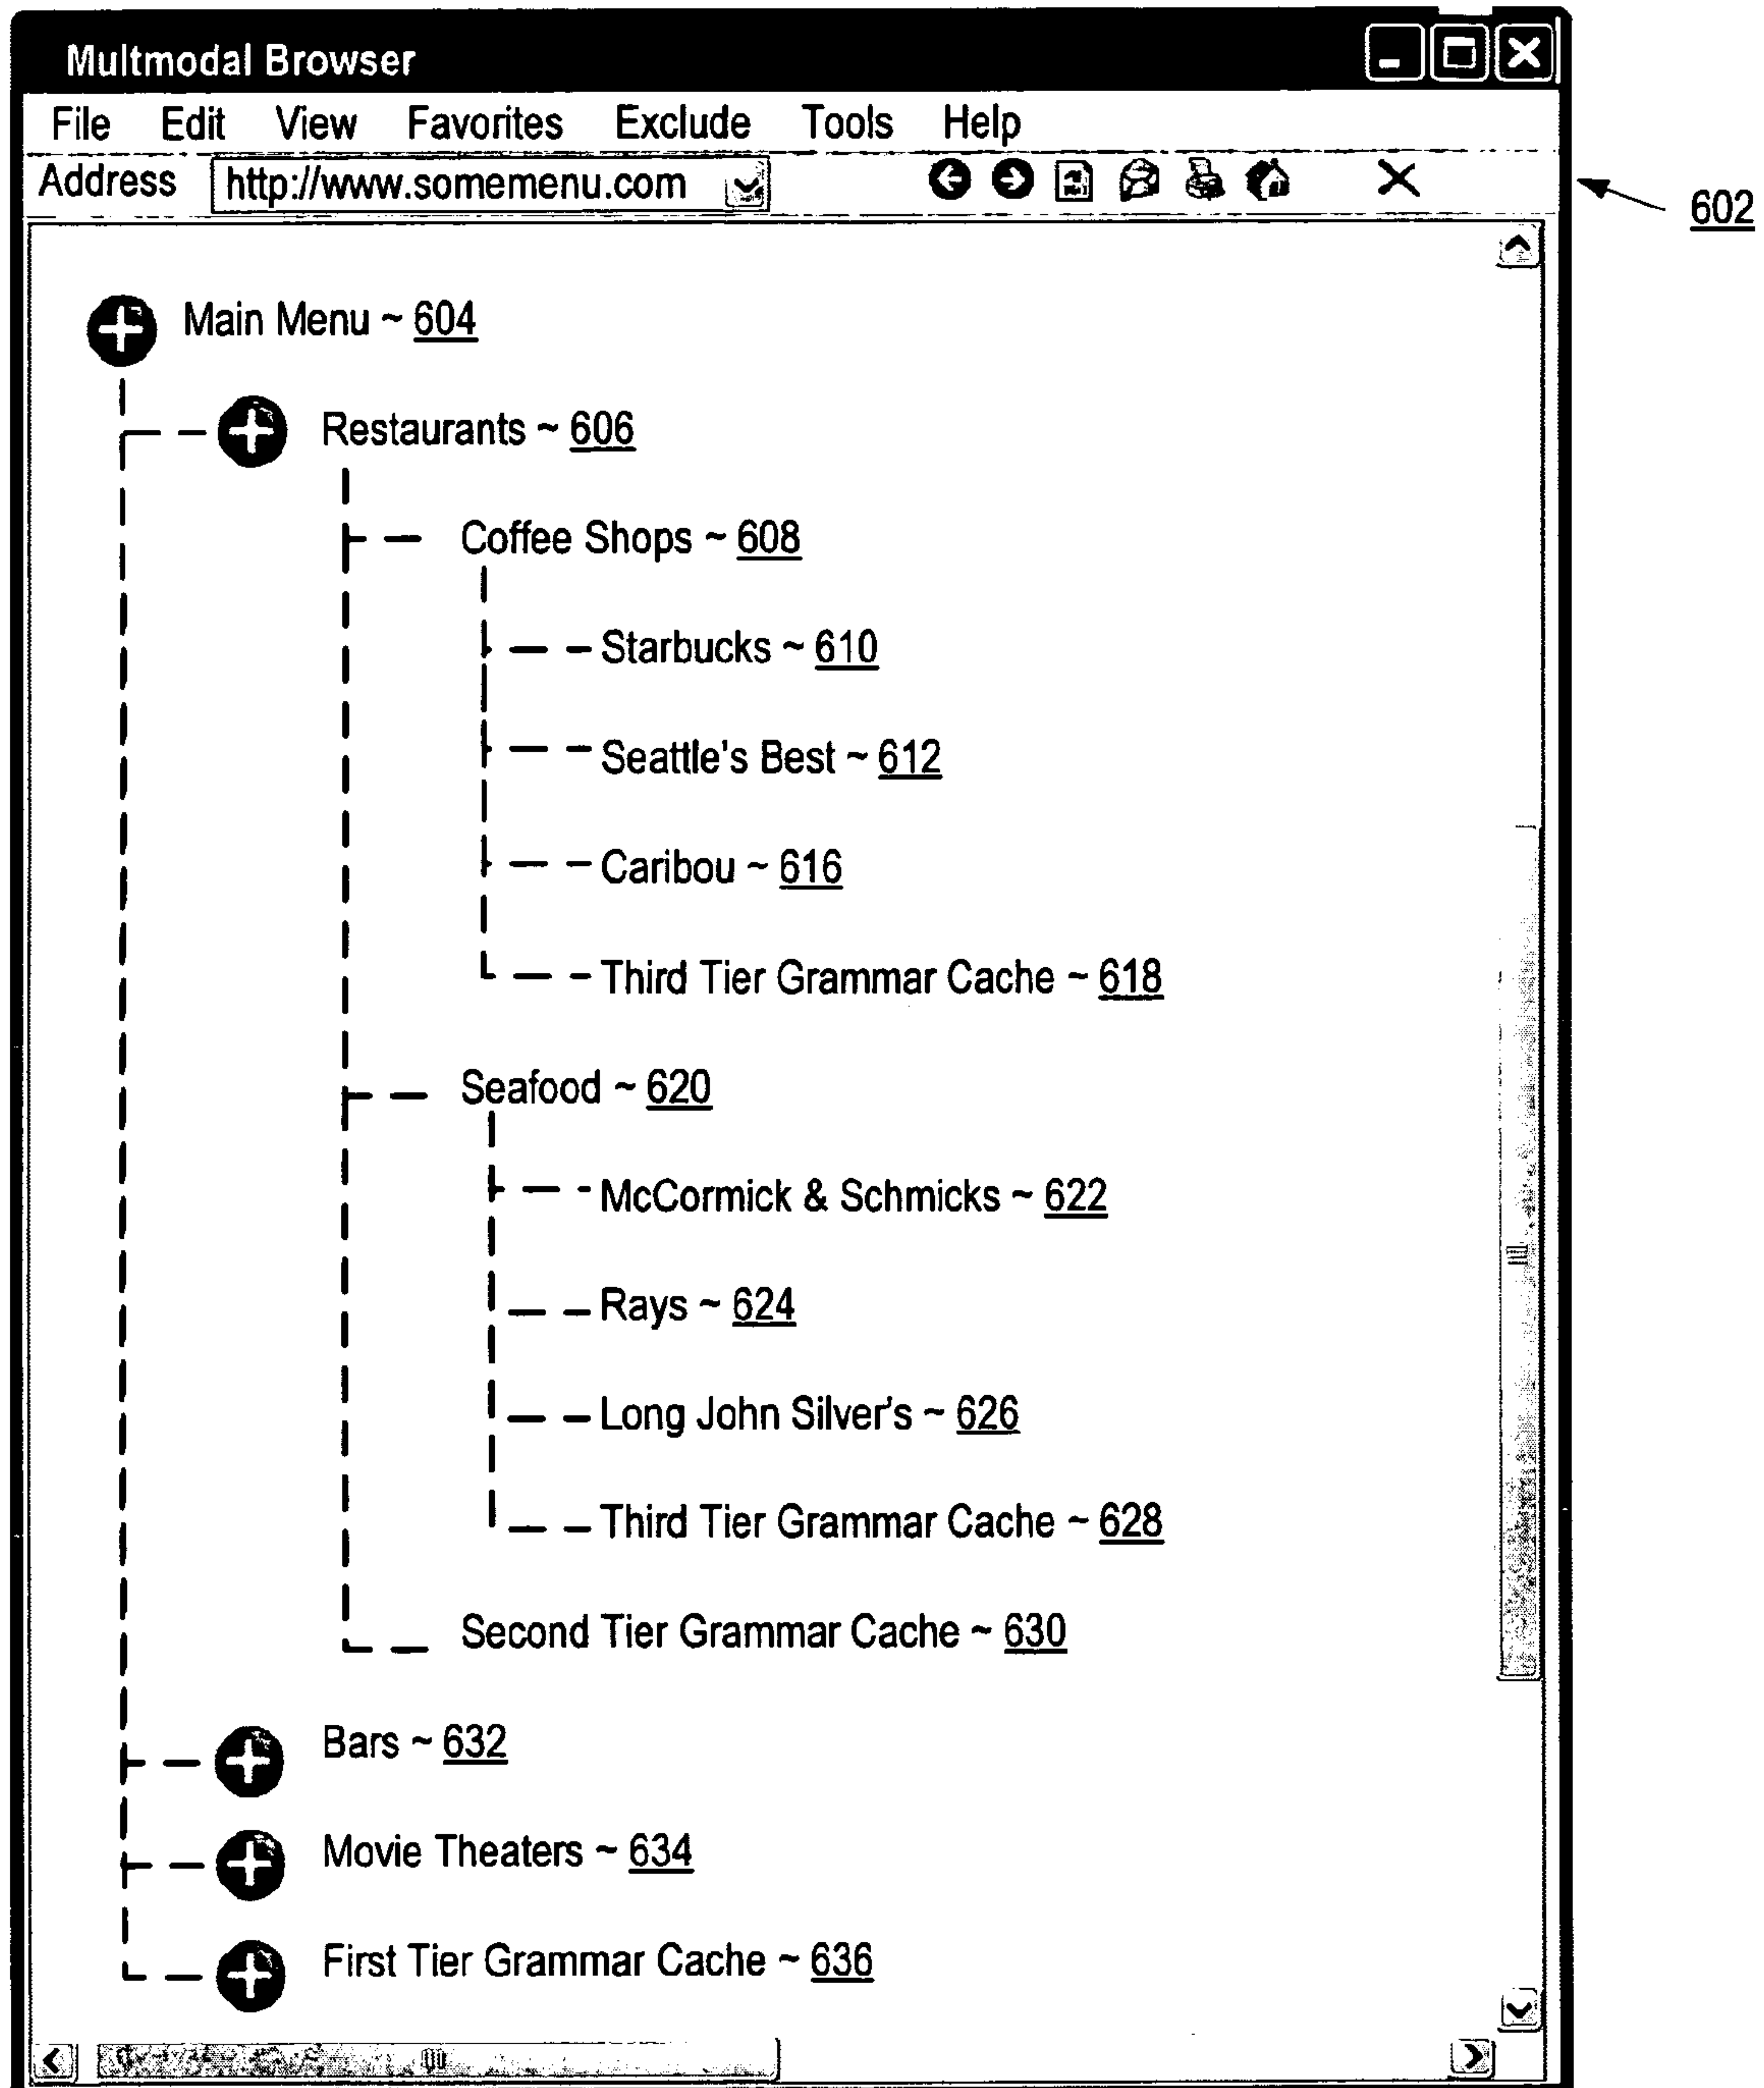 Multmodal Browser
File Edit View Favorites Exclude Tools Help
Address http://www.somemenu.com
602
Main Menu ~ 604
Restaurants ~ 606
Coffee Shops ~ 608
Starbucks ~ 610
Seattle's Best ~ 612
Caribou ~ 616
Third Tier Grammar Cache ~ 618
Seafood ~ 620
McCormick & Schmicks ~ 622
Rays ~ 624
Long John Silver's ~ 626
Third Tier Grammar Cache ~ 628
Second Tier Grammar Cache ~ 630
Bars ~ 632
Movie Theaters ~ 634
First Tier Grammar Cache ~ 636